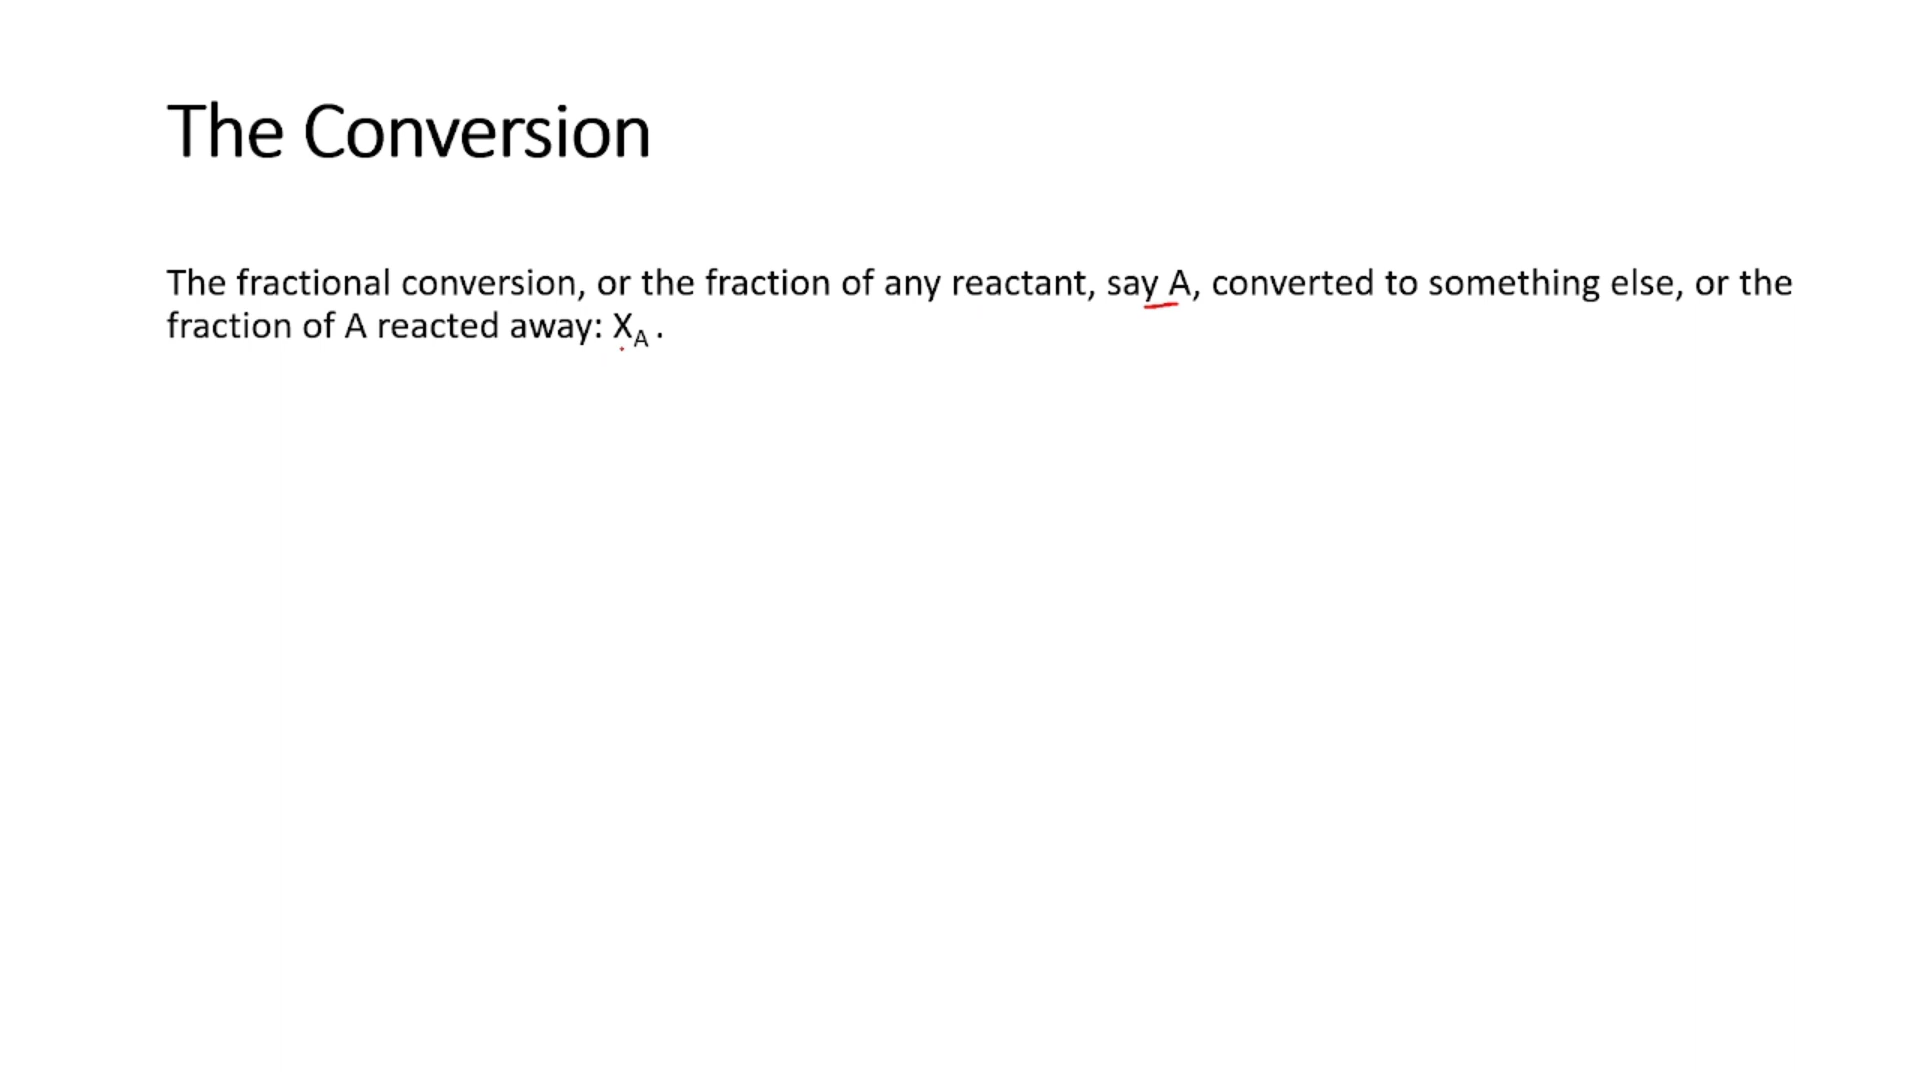 The Conversion
The fractional conversion, or the fraction of any reactant, say A, converted to something else, or the
fraction of A reacted away: X_A .